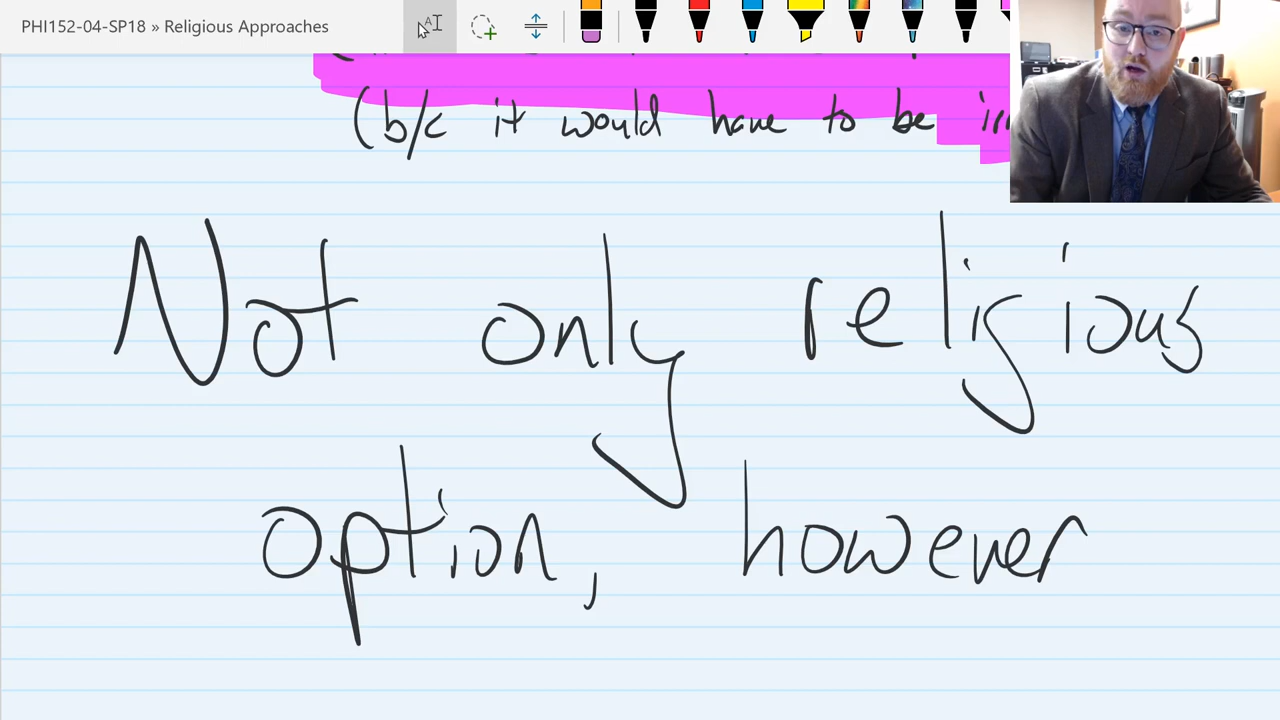 PHI152-04-SP18 › Religious Approaches
(b/c it would have to be
Not only religious
option, however